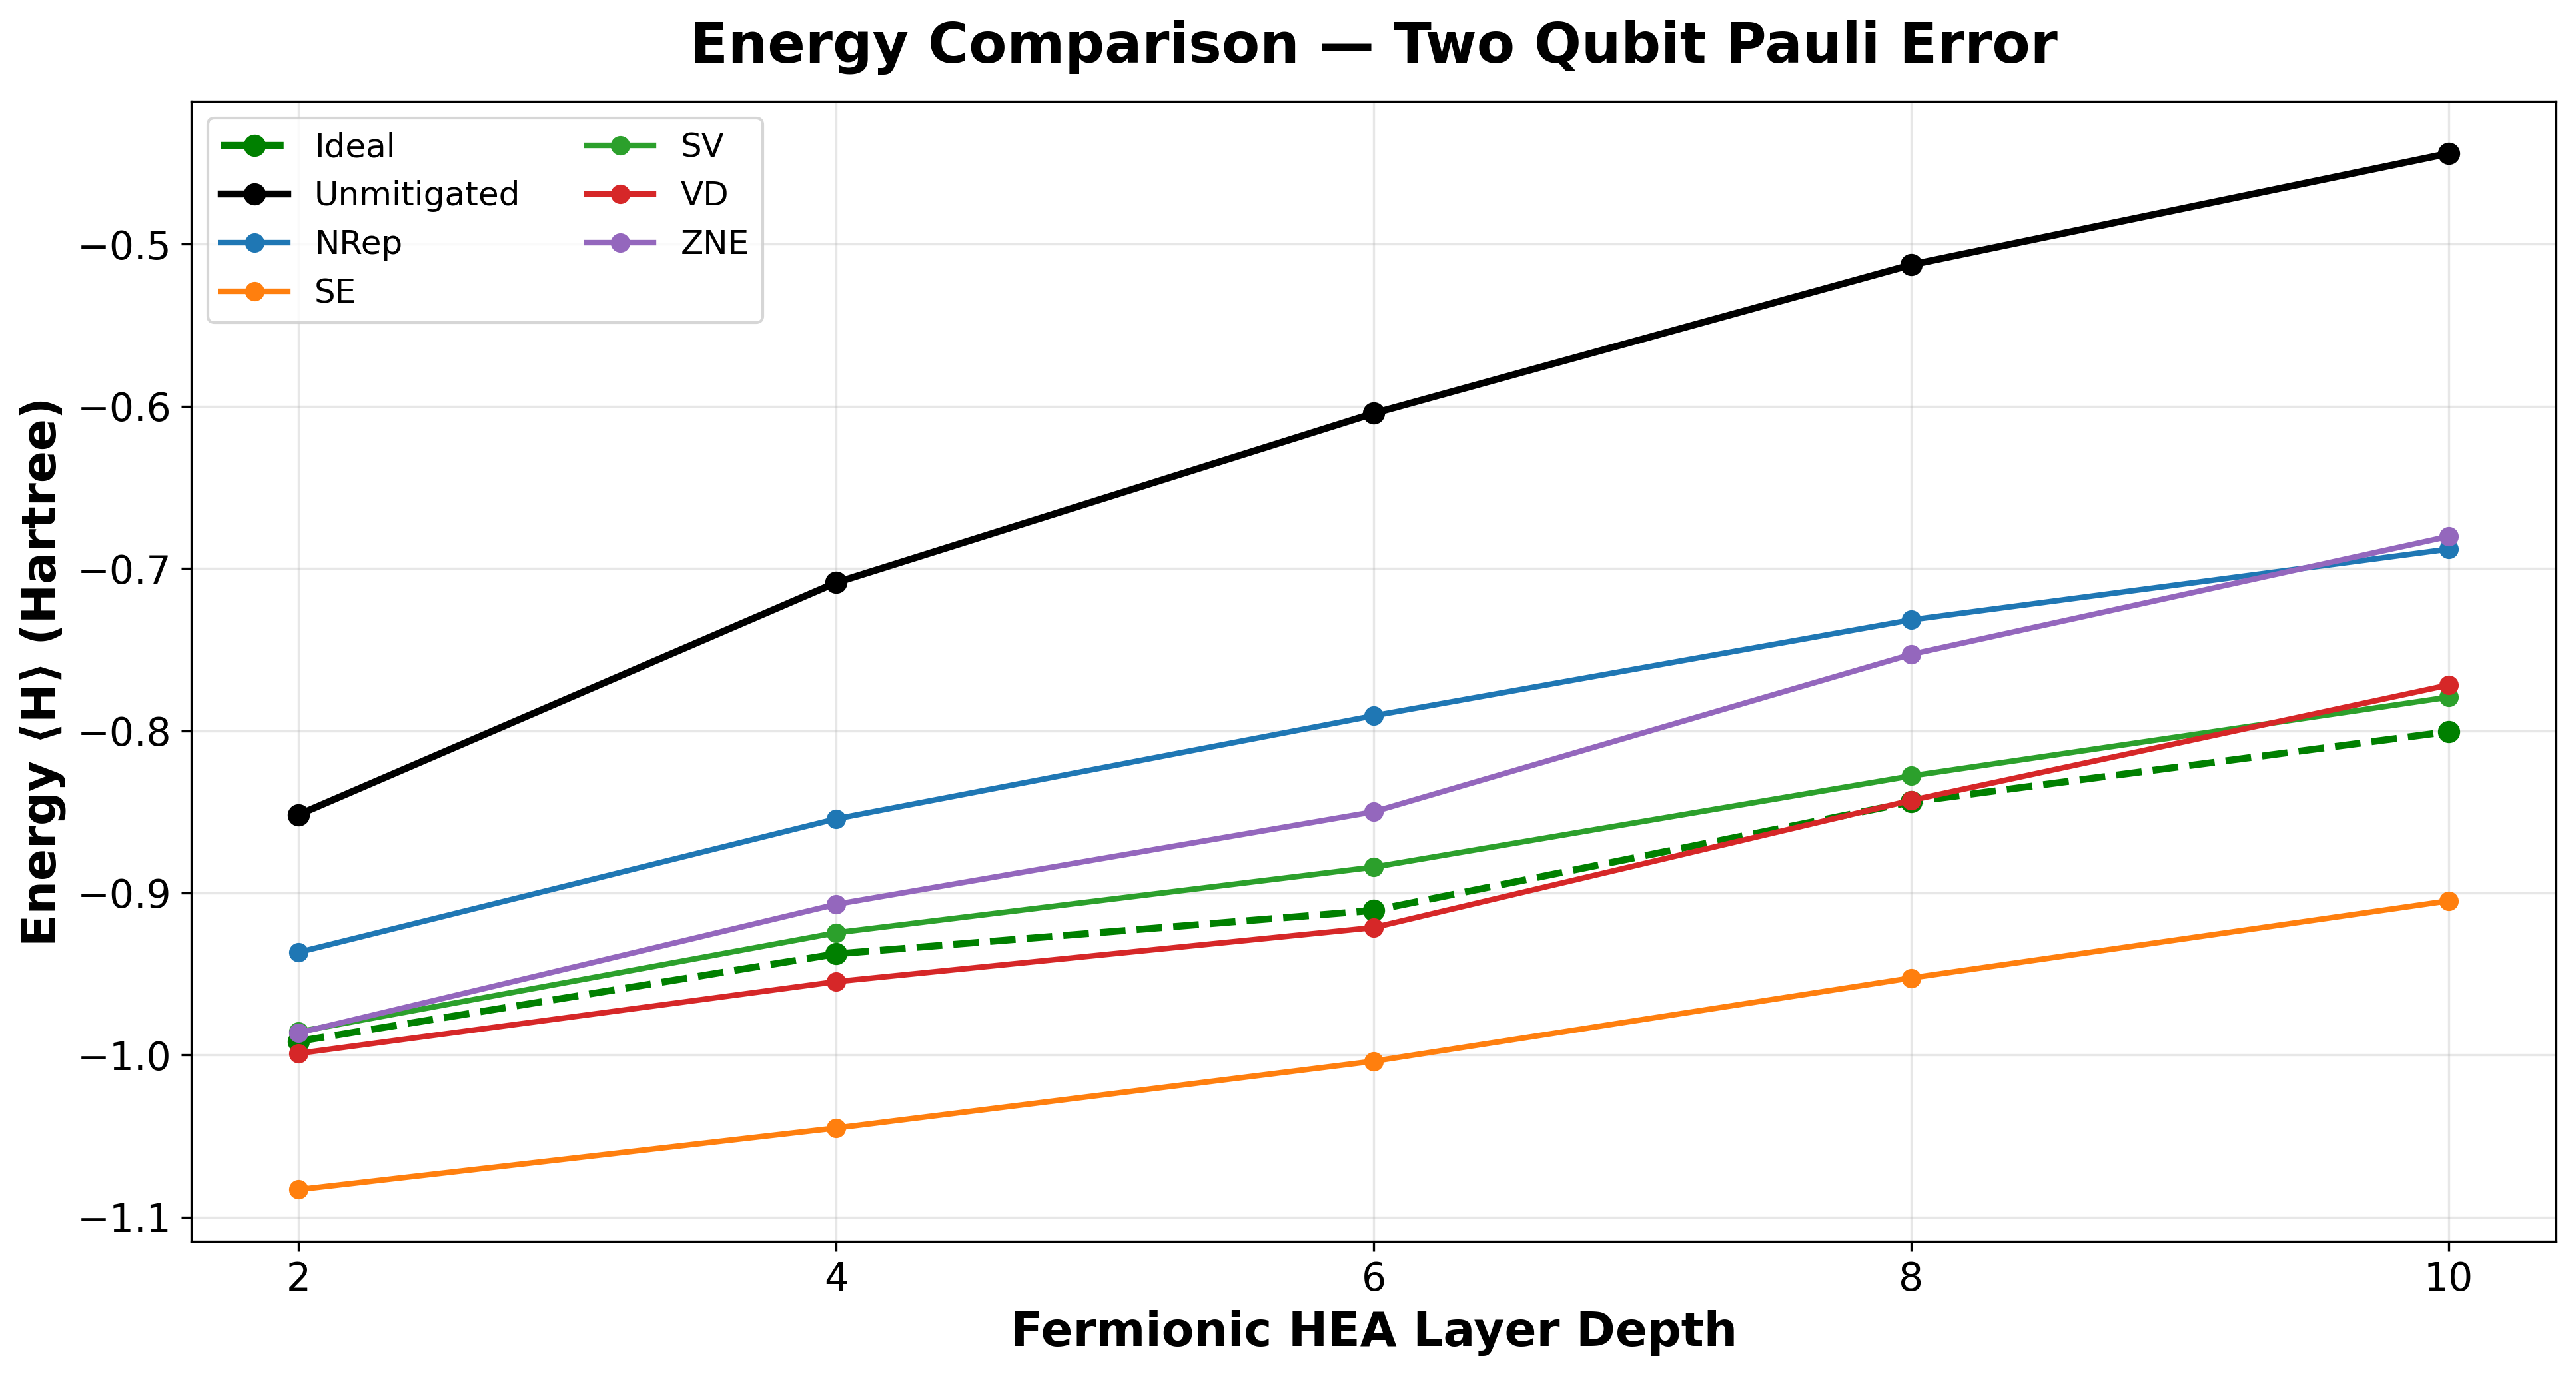 Energy Comparison — Two Qubit Pauli Error
Ideal
Unmitigated
NRep
SE
SV
VD
ZNE
Energy ⟨H⟩ (Hartree)
−0.5
−0.6
−0.7
−0.8
−0.9
−1.0
−1.1
2 4 6 8 10
Fermionic HEA Layer Depth